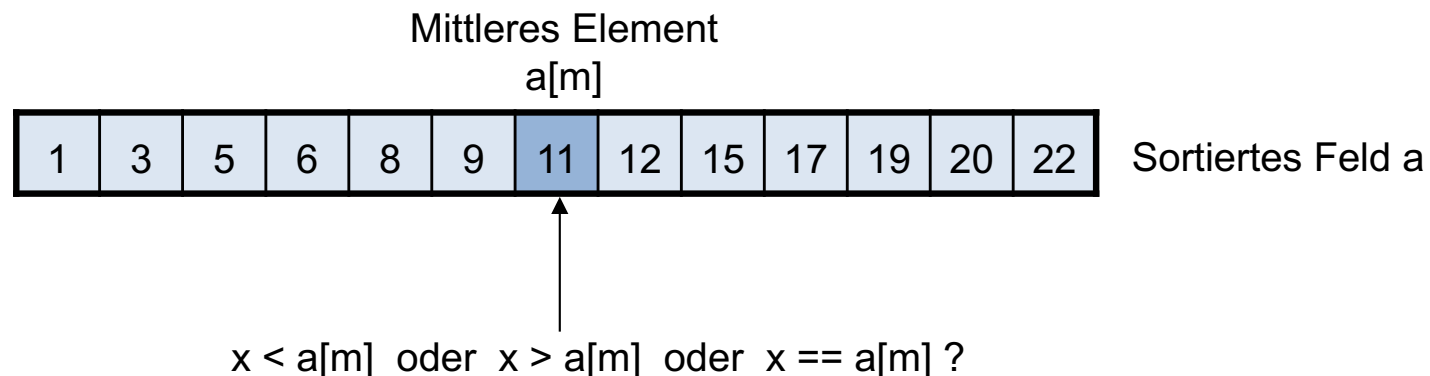 Mittleres Element
a[m]
1 3 5 6 8 9 11 12 15 17 19 20 22 Sortiertes Feld a
x < a[m] oder x > a[m] oder x == a[m] ?